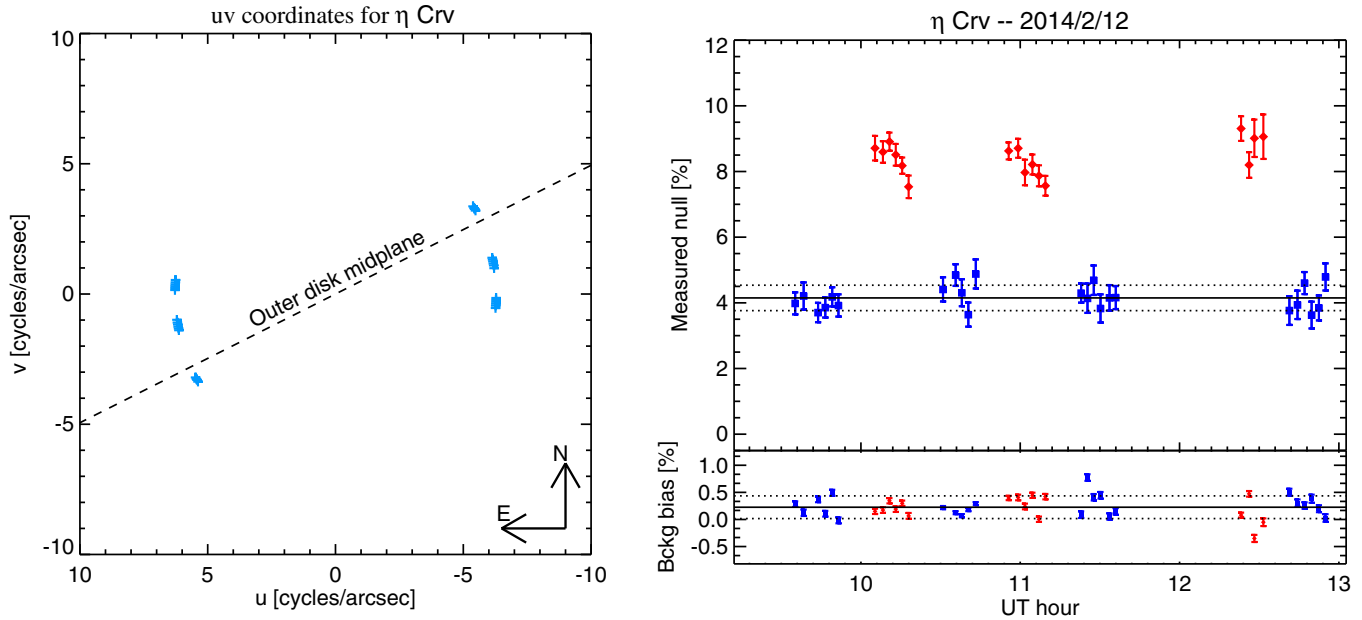 uv coordinates for η Crv
10
5
0
-5
-10
v [cycles/arcsec]
Outer disk midplane
N
E
10
5
0
-5
-10
u [cycles/arcsec]
η Crv -- 2014/2/12
12
10
8
6
4
2
0
Measured null [%]
1.0
0.5
0.0
-0.5
Bckg bias [%]
10
11
12
13
UT hour